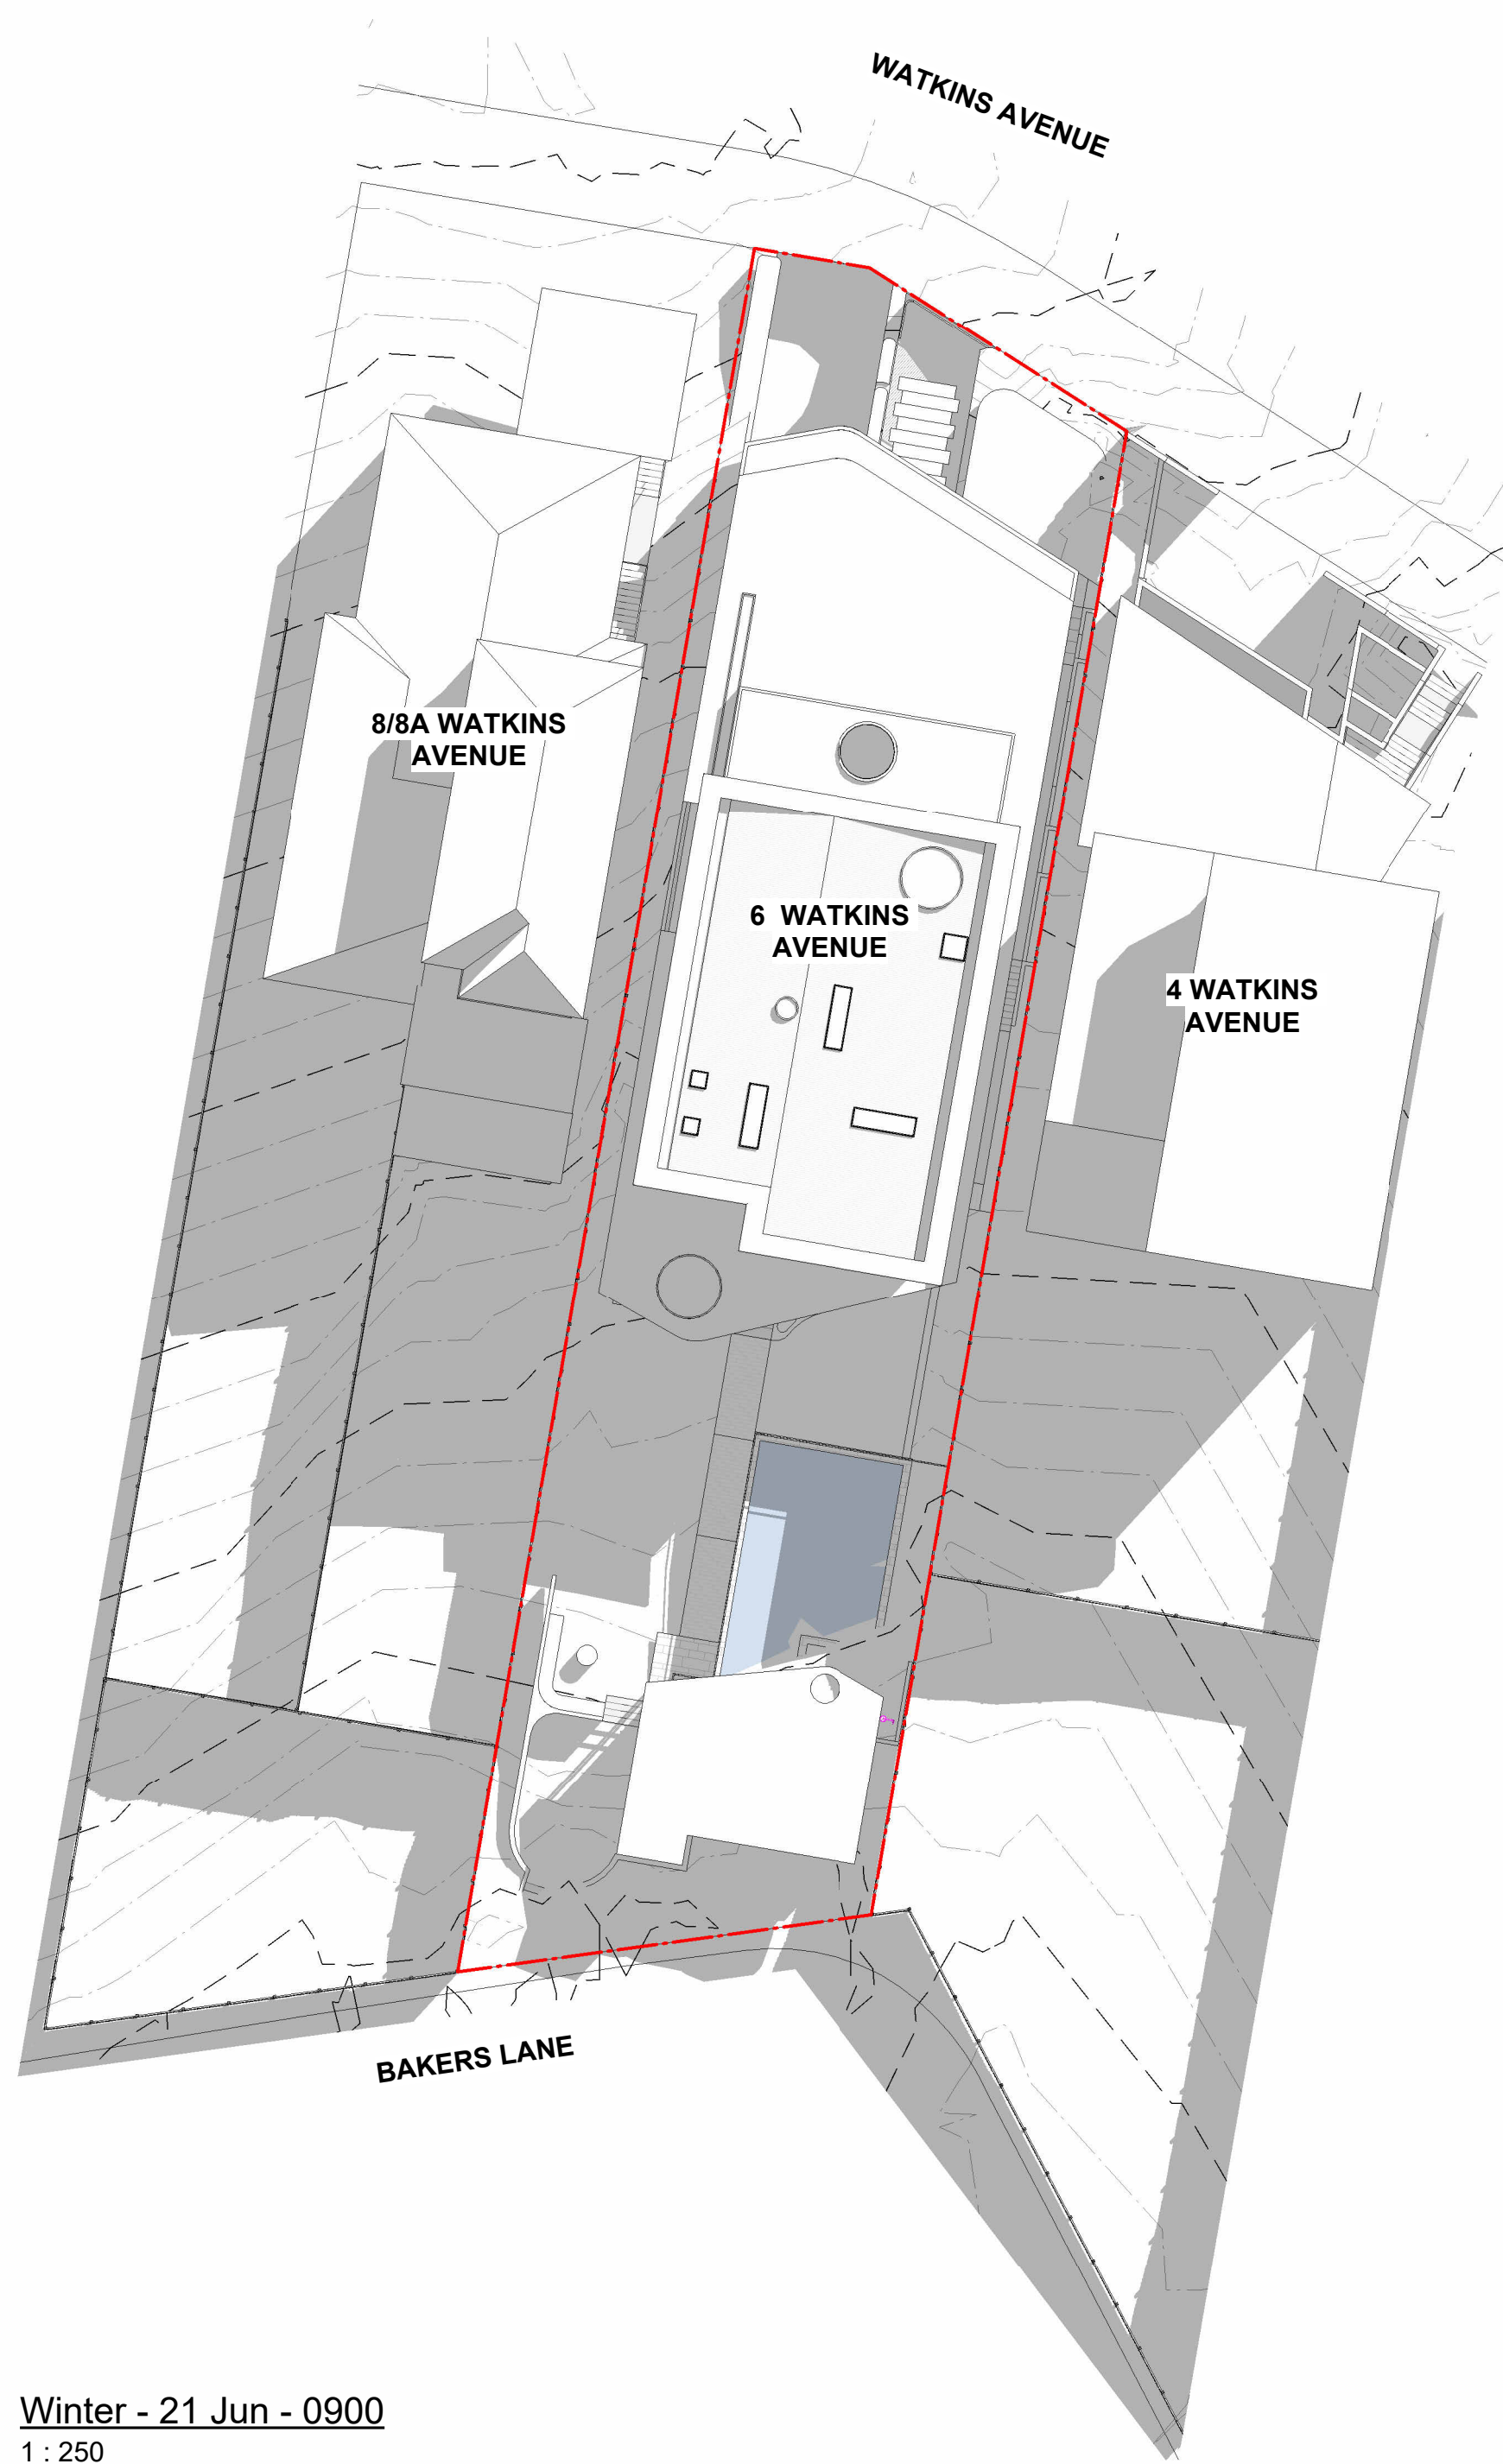 WATKINS AVENUE
8/8A WATKINS
AVENUE
6 WATKINS
AVENUE
4 WATKINS
AVENUE
BAKERS LANE
Winter - 21 Jun - 0900
1 : 250